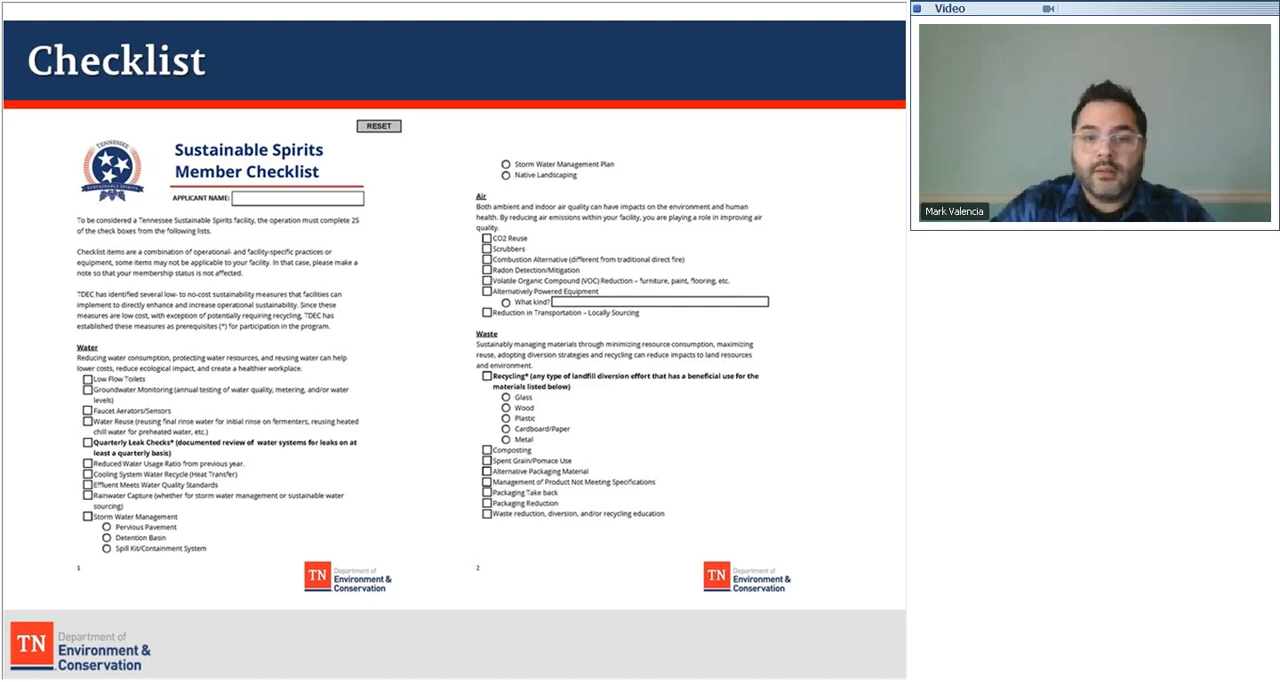 Checklist
RESET
TENNESSEE
SUSTAINABLE SPIRITS
Sustainable Spirits
Member Checklist
APPLICANT NAME:
To be considered a Tennessee Sustainable Spirits facility, the operation must complete 25
of the check boxes from the following lists.
Checklist items are a combination of operational- and facility-specific practices or
equipment, some items may not be applicable to your facility. In that case, please make a
note so that your membership status is not affected.
TDEC has identified several low- to no-cost sustainability measures that facilities can
implement to directly enhance and increase operational sustainability. Since these
measures are low cost, with exception of potentially requiring recycling, TDEC has
established these measures as prerequisites (*) for participation in the program.
Water
Reducing water consumption, protecting water resources, and reusing water can help
lower costs, reduce ecological impact, and create a healthier workplace.
Low Flow Toilets
Groundwater Monitoring (annual testing of water quality, metering, and/or water
levels)
Faucet Aerators/Sensors
Water Reuse (reusing final rinse water for initial rinse on fermenters, reusing heated
chill water for preheated water, etc.)
Quarterly Leak Checks* (documented review of water systems for leaks on at
least a quarterly basis)
Reduced Water Usage Ratio from previous year.
Cooling System Water Recycle (Heat Transfer)
Effluent Meets Water Quality Standards
Rainwater Capture (whether for storm water management or sustainable water
sourcing)
Storm Water Management
Pervious Pavement
Detention Basin
Spill Kit/Containment System
1
TN
Department of
Environment &
Conservation
Storm Water Management Plan
Native Landscaping
Air
Both ambient and indoor air quality can have impacts on the environment and human
health. By reducing air emissions within your facility, you are playing a role in improving air
quality.
CO2 Reuse
Scrubbers
Combustion Alternative (different from traditional direct fire)
Radon Detection/Mitigation
Volatile Organic Compound (VOC) Reduction – furniture, paint, flooring, etc.
Alternatively Powered Equipment
What kind?
Reduction in Transportation – Locally Sourcing
Waste
Sustainably managing materials through minimizing resource consumption, maximizing
reuse, adopting diversion strategies and recycling can reduce impacts to land resources
and environment.
Recycling* (any type of landfill diversion effort that has a beneficial use for the
materials listed below)
Glass
Wood
Plastic
Cardboard/Paper
Metal
Composting
Spent Grain/Pomace Use
Alternative Packaging Material
Management of Product Not Meeting Specifications
Packaging Take back
Packaging Reduction
Waste reduction, diversion, and/or recycling education
2
TN
Department of
Environment &
Conservation
TN
Department of
Environment &
Conservation
Video
Mark Valencia